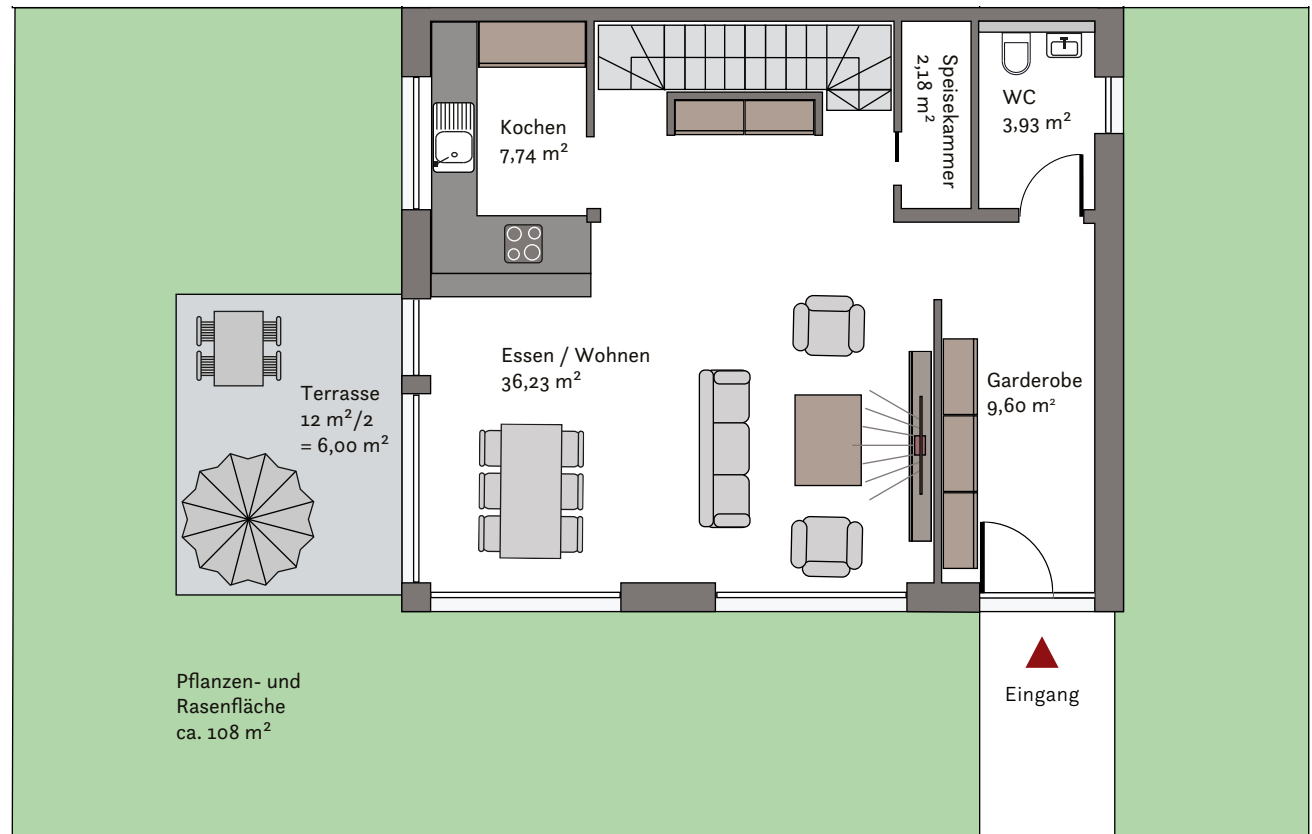 Kochen
7,74 m²
Speisekammer
2,18 m²
WC
3,93 m²
Essen / Wohnen
36,23 m²
Garderobe
9,60 m²
Terrasse
12 m²/2
= 6,00 m²
Pflanzen- und
Rasenfläche
ca. 108 m²
Eingang